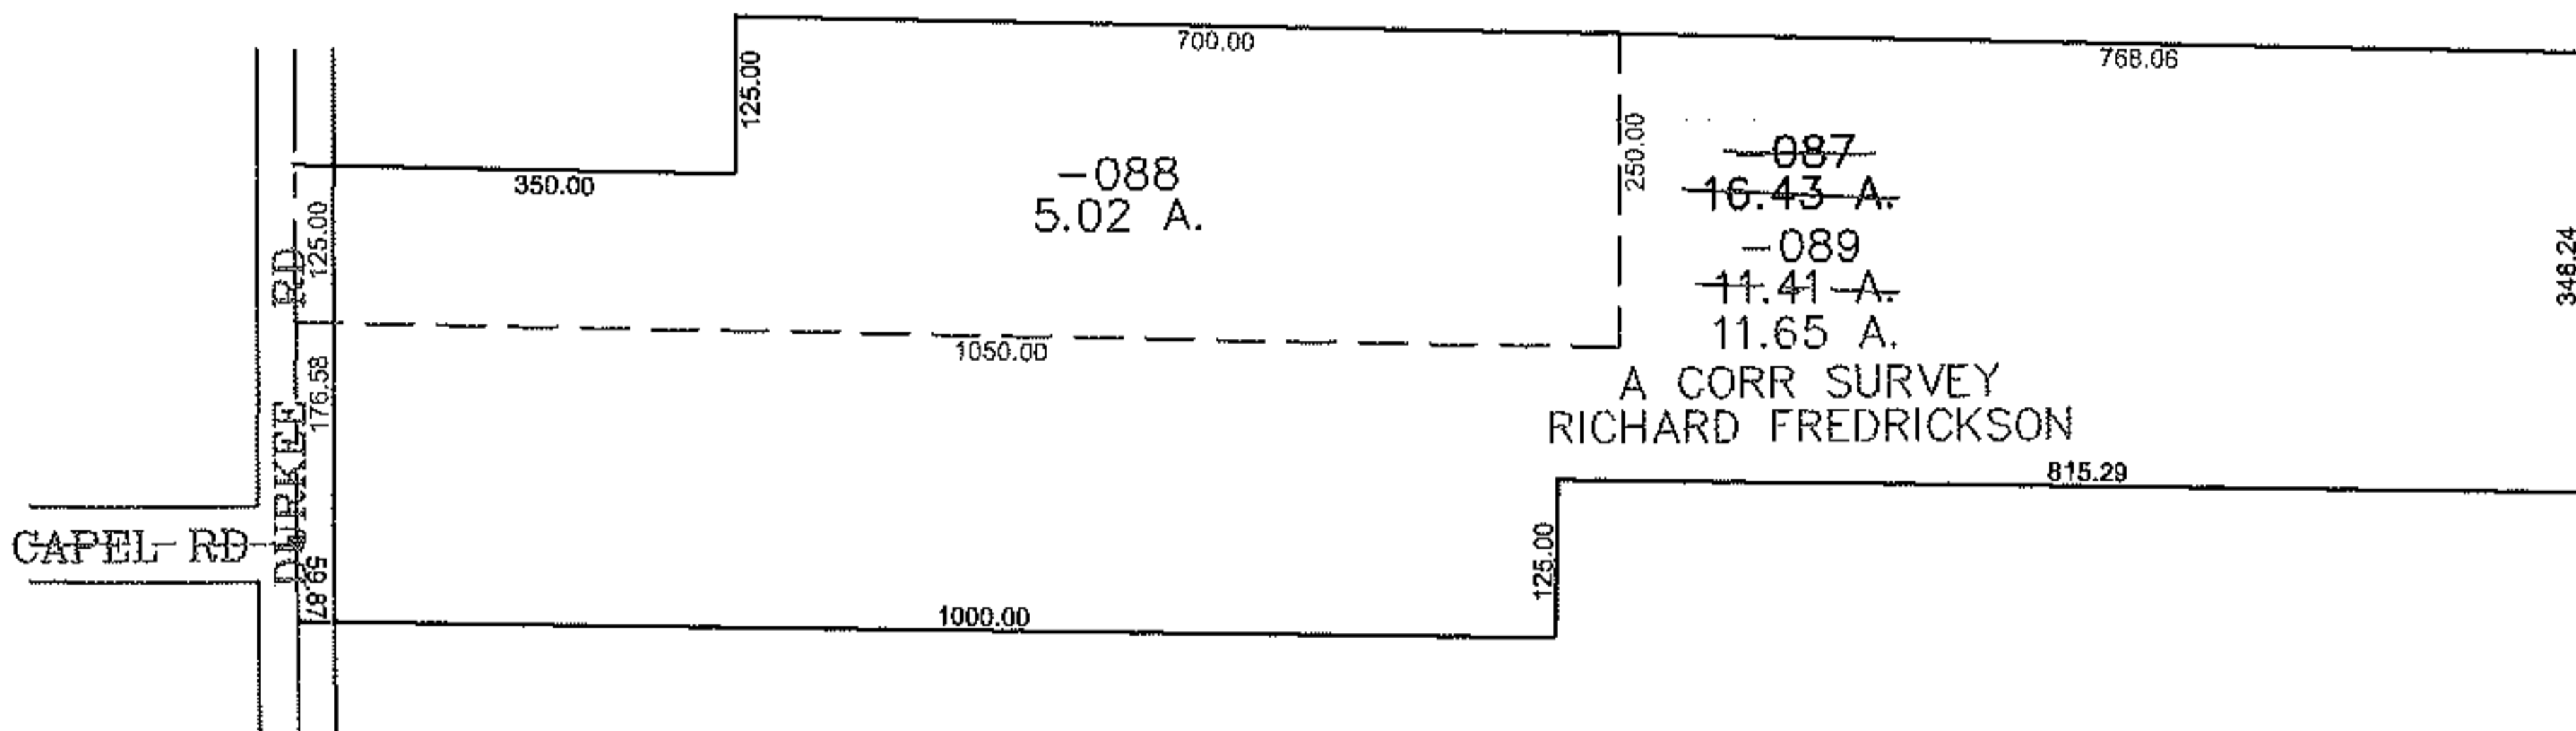 700.00
768.06
125.00
350.00
-088
5.02 A.
250.00
-087
16.43 A.
-089
11.41 A.
11.65 A.
A CORR SURVEY
RICHARD FREDRICKSON
348.24
125.00
176.58
59.87
DURKEE RD
CAPEL RD
1050.00
815.29
125.00
1000.00